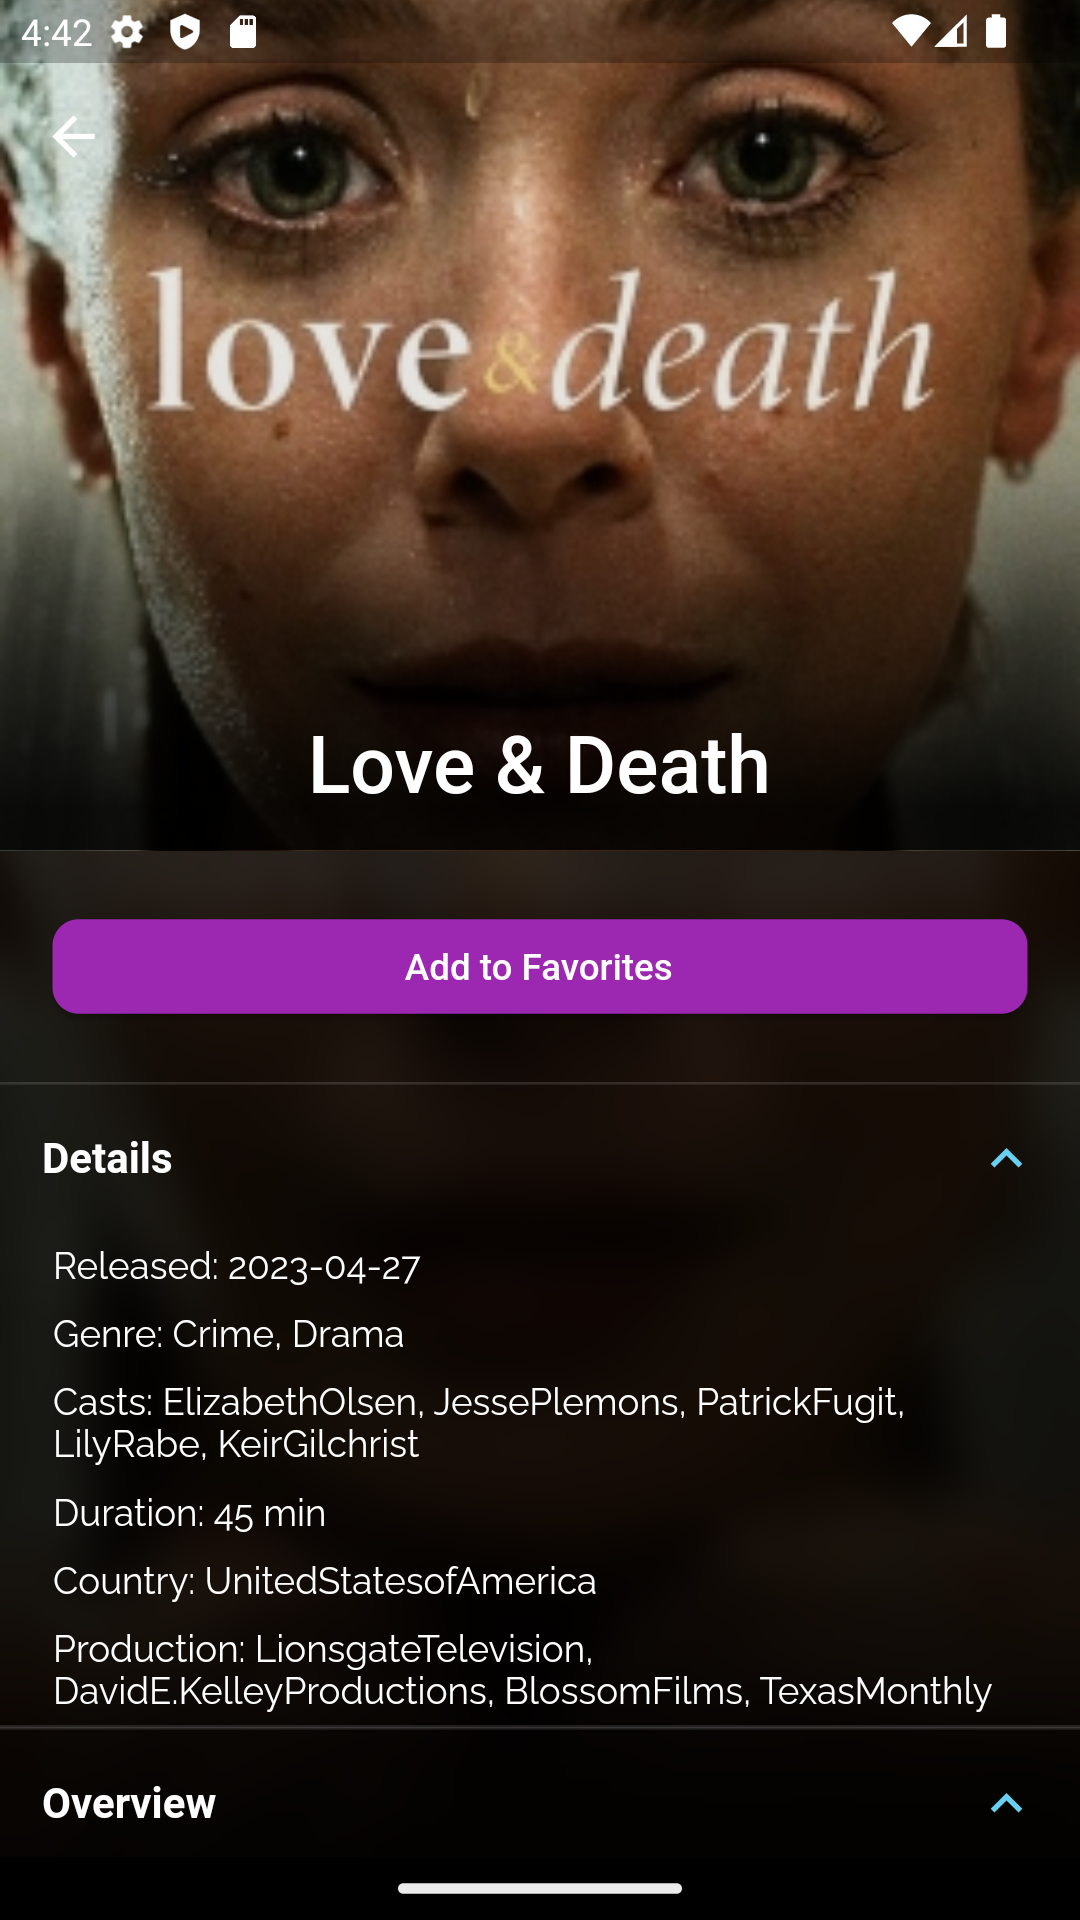 4:42
love & death
Love & Death
Add to Favorites
Details
Released: 2023-04-27
Genre: Crime, Drama
Casts: ElizabethOlsen, JessePlemons, PatrickFugit,
LilyRabe, KeirGilchrist
Duration: 45 min
Country: UnitedStatesofAmerica
Production: LionsgateTelevision,
DavidE.KelleyProductions, BlossomFilms, TexasMonthly
Overview